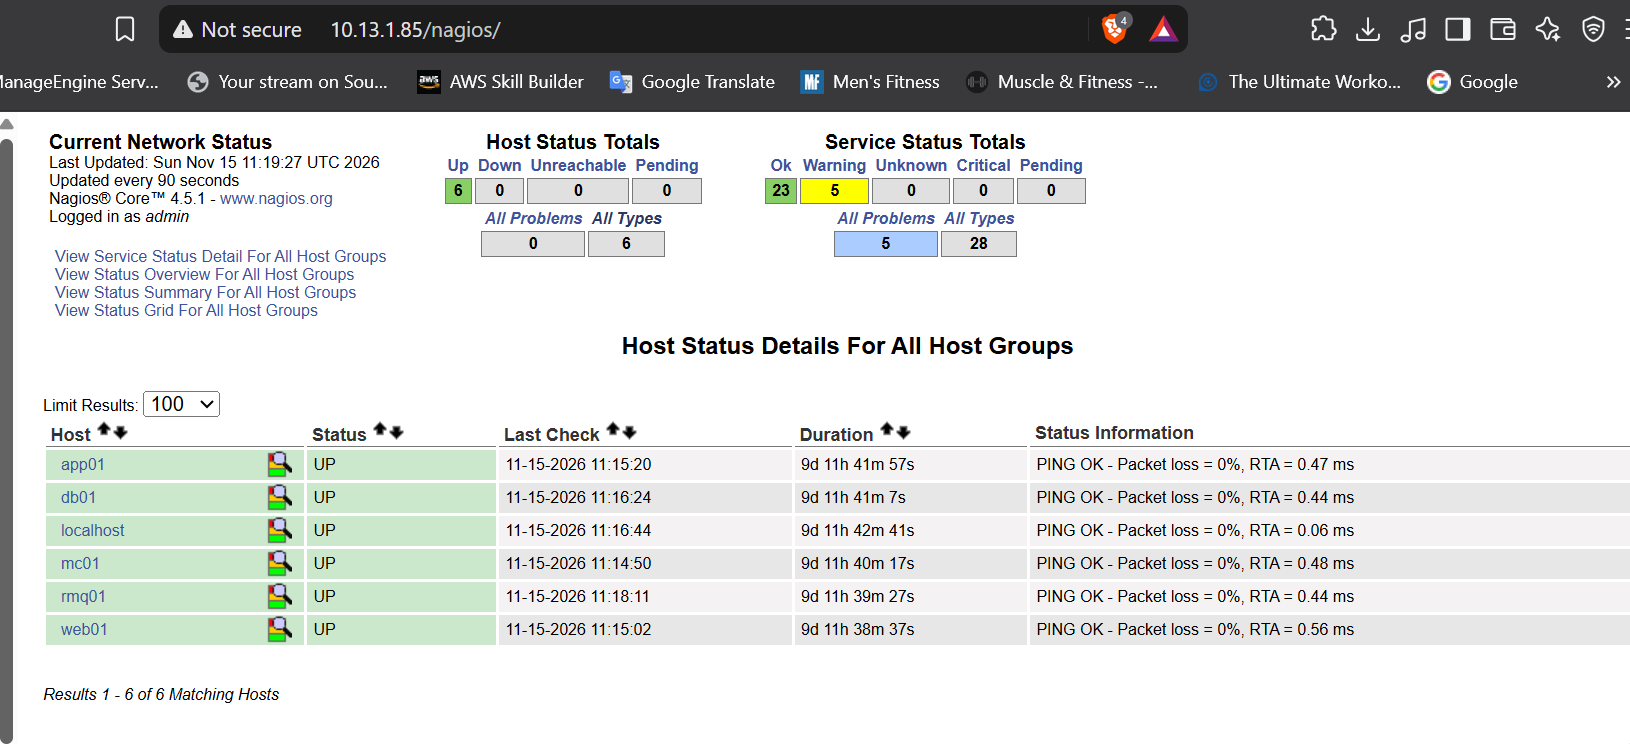 Not secure 10.13.1.85/nagios/ 4
ManageEngine Serv... Your stream on Sou... aws AWS Skill Builder G Google Translate MF Men's Fitness Muscle & Fitness -... The Ultimate Worko... G Google »
Current Network Status
Last Updated: Sun Nov 15 11:19:27 UTC 2026
Updated every 90 seconds
Nagios® Core™ 4.5.1 - www.nagios.org
Logged in as admin
View Service Status Detail For All Host Groups
View Status Overview For All Host Groups
View Status Summary For All Host Groups
View Status Grid For All Host Groups
Host Status Totals
Up Down Unreachable Pending
6 0 0 0
All Problems All Types
0 6
Service Status Totals
Ok Warning Unknown Critical Pending
23 5 0 0 0
All Problems All Types
5 28
Host Status Details For All Host Groups
Limit Results: 100
Host Status Last Check Duration Status Information
app01 UP 11-15-2026 11:15:20 9d 11h 41m 57s PING OK - Packet loss = 0%, RTA = 0.47 ms
db01 UP 11-15-2026 11:16:24 9d 11h 41m 7s PING OK - Packet loss = 0%, RTA = 0.44 ms
localhost UP 11-15-2026 11:16:44 9d 11h 42m 41s PING OK - Packet loss = 0%, RTA = 0.06 ms
mc01 UP 11-15-2026 11:14:50 9d 11h 40m 17s PING OK - Packet loss = 0%, RTA = 0.48 ms
rmq01 UP 11-15-2026 11:18:11 9d 11h 39m 27s PING OK - Packet loss = 0%, RTA = 0.44 ms
web01 UP 11-15-2026 11:15:02 9d 11h 38m 37s PING OK - Packet loss = 0%, RTA = 0.56 ms
Results 1 - 6 of 6 Matching Hosts